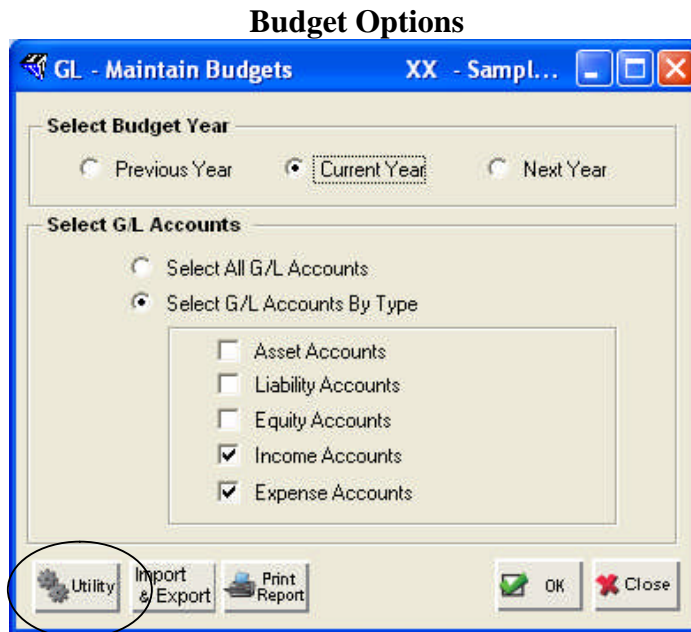 Budget Options
GL - Maintain Budgets XX - Sampl...
Select Budget Year
Previous Year Current Year Next Year
Select G/L Accounts
Select All G/L Accounts
Select G/L Accounts By Type
Asset Accounts
Liability Accounts
Equity Accounts
Income Accounts
Expense Accounts
Utility
Import
& Export
Print
Report
OK
Close